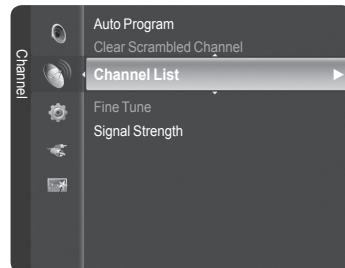 Channel
Auto Program
Clear Scrambled Channel
Channel List
Fine Tune
Signal Strength